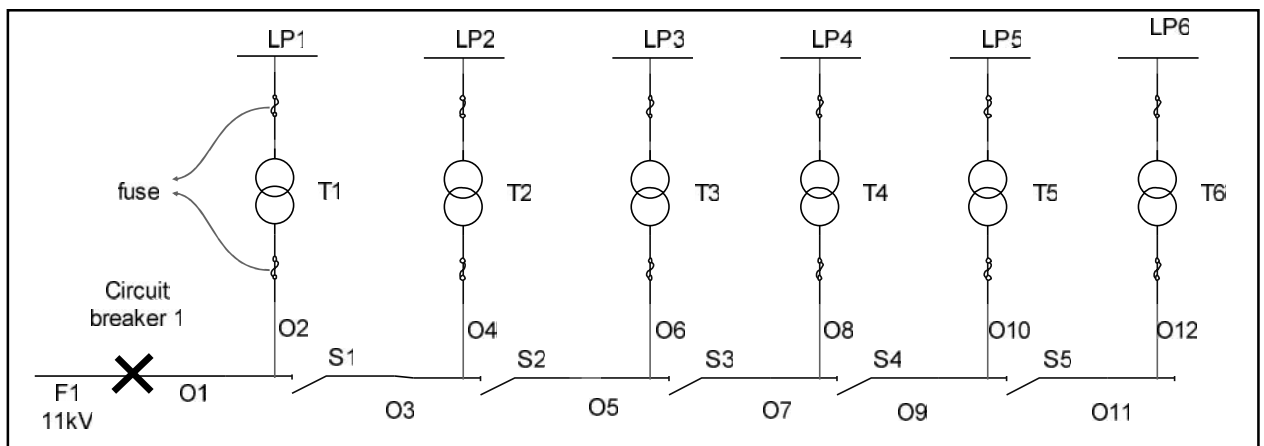 LP1
LP2
LP3
LP4
LP5
LP6
fuse
T1
T2
T3
T4
T5
T6
Circuit
breaker 1
O2
O4
O6
O8
O10
O12
S1
S2
S3
S4
S5
F1
11kV
O1
O3
O5
O7
O9
O11